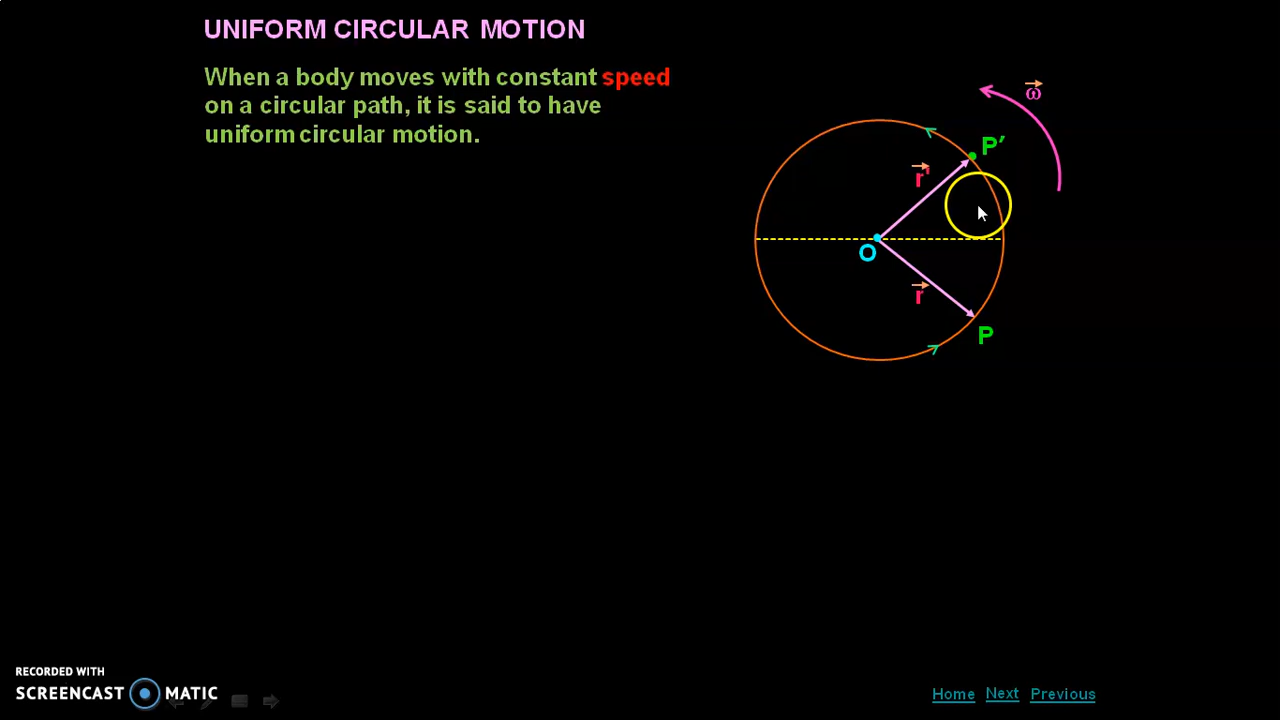 UNIFORM CIRCULAR MOTION
When a body moves with constant speed
on a circular path, it is said to have
uniform circular motion.
ω
P′
r'
O
r
P
RECORDED WITH
SCREENCAST MATIC
Home Next Previous